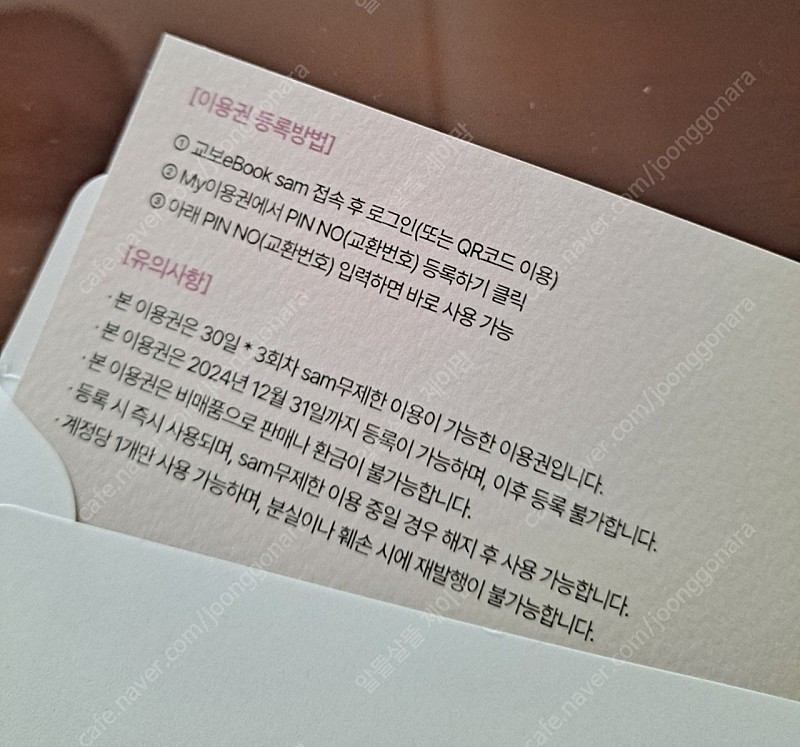 [이용권 등록방법]
① 교보eBook sam 접속 후 로그인(또는 QR코드 이용)
② My이용권에서 PIN NO(교환번호) 등록하기 클릭
③ 아래 PIN NO(교환번호) 입력하면 바로 사용 가능
[유의사항]
· 본 이용권은 30일 * 3회차 sam무제한 이용이 가능한 이용권입니다.
· 본 이용권은 2024년 12월 31일까지 등록이 가능하며, 이후 등록 불가합니다.
· 본 이용권은 비매품으로 판매나 환금이 불가능합니다.
· 등록 시 즉시 사용되며, sam무제한 이용 중일 경우 해지 후 사용 가능합니다.
· 계정당 1개만 사용 가능하며, 분실이나 훼손 시에 재발행이 불가능합니다.
cafe.naver.com/joonggonara